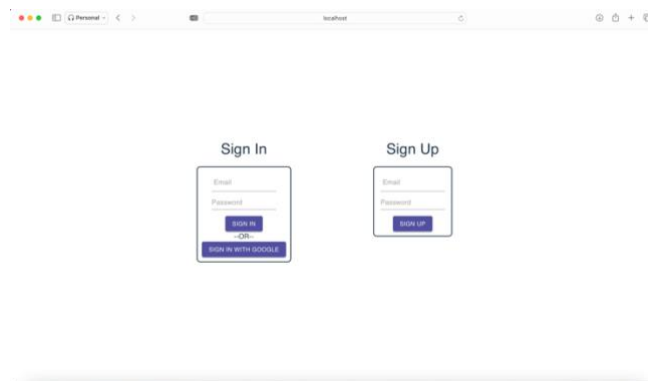 Personal
localhost
Sign In
Email
Password
SIGN IN
--OR--
SIGN IN WITH GOOGLE
Sign Up
Email
Password
SIGN UP